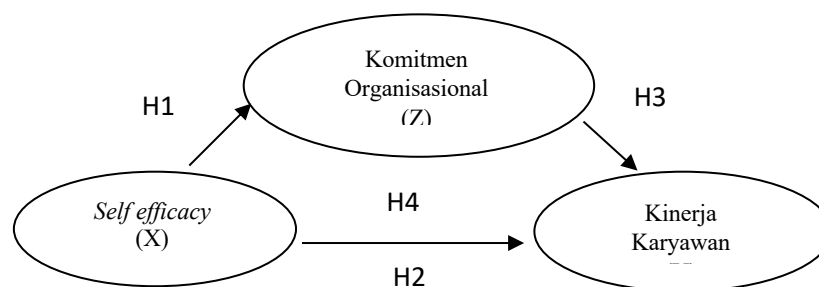 Komitmen
Organisasional
(Z)
H1
H3
Self efficacy
(X)
H4
Kinerja
Karyawan
H2